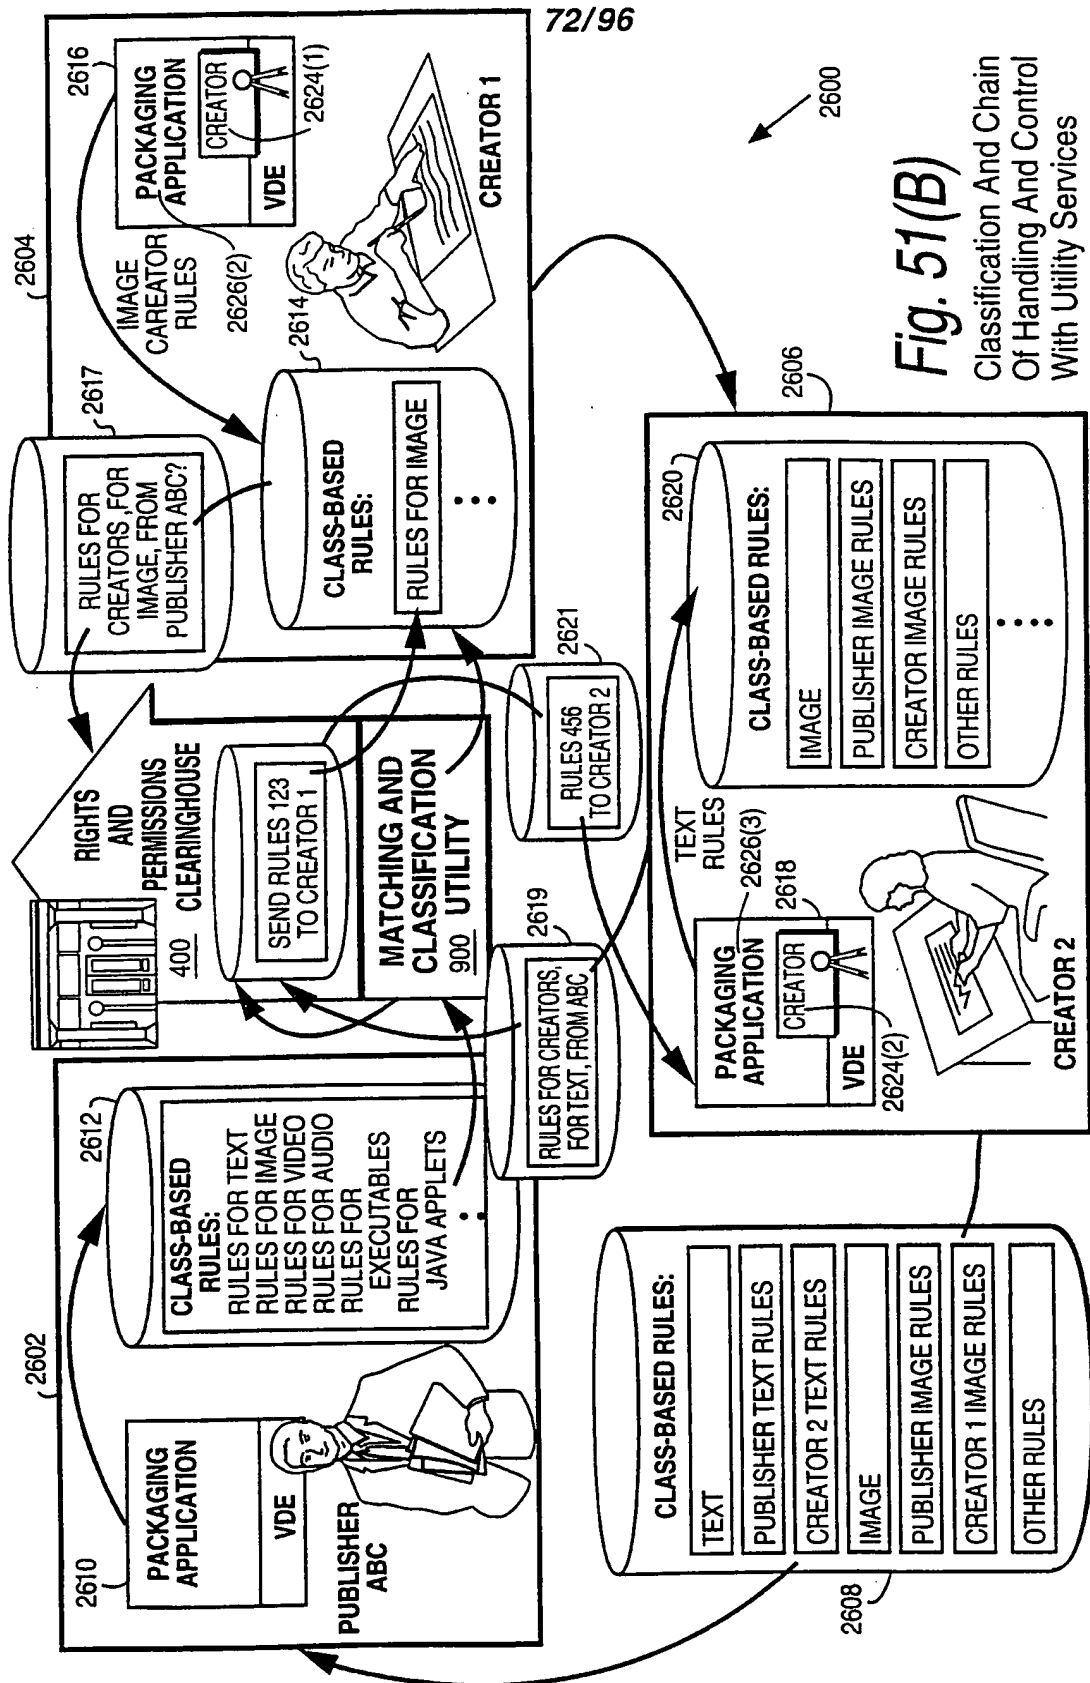 72/96
2602
2610
PACKAGING
APPLICATION
VDE
PUBLISHER
ABC
2612
CLASS-BASED
RULES:
RULES FOR TEXT
RULES FOR IMAGE
RULES FOR VIDEO
RULES FOR AUDIO
RULES FOR
EXECUTABLES
RULES FOR
JAVA APPLETS
RIGHTS
AND
PERMISSIONS
CLEARINGHOUSE
400
SEND RULES 123
TO CREATOR 1
MATCHING AND
CLASSIFICATION
900 UTILITY
2617
RULES FOR
CREATORS ,FOR
IMAGE, FROM
PUBLISHER ABC?
2604
2616
PACKAGING
APPLICATION
CREATOR
VDE
2624(1)
IMAGE
CAREATOR
RULES
2626(2)
2614
CLASS-BASED
RULES:
RULES FOR IMAGE
CREATOR 1
2619
RULES FOR CREATORS,
FOR TEXT, FROM ABC
2621
RULES 456
TO CREATOR 2
2608
CLASS-BASED RULES:
TEXT
PUBLISHER TEXT RULES
CREATOR 2 TEXT RULES
IMAGE
PUBLISHER IMAGE RULES
CREATOR 1 IMAGE RULES
OTHER RULES
2606
PACKAGING
APPLICATION
2626(3)
CREATOR
2618
VDE
2624(2)
TEXT
RULES
CREATOR 2
2620
CLASS-BASED RULES:
IMAGE
PUBLISHER IMAGE RULES
CREATOR IMAGE RULES
OTHER RULES
2600
Fig. 51(B)
Classification And Chain
Of Handling And Control
With Utility Services